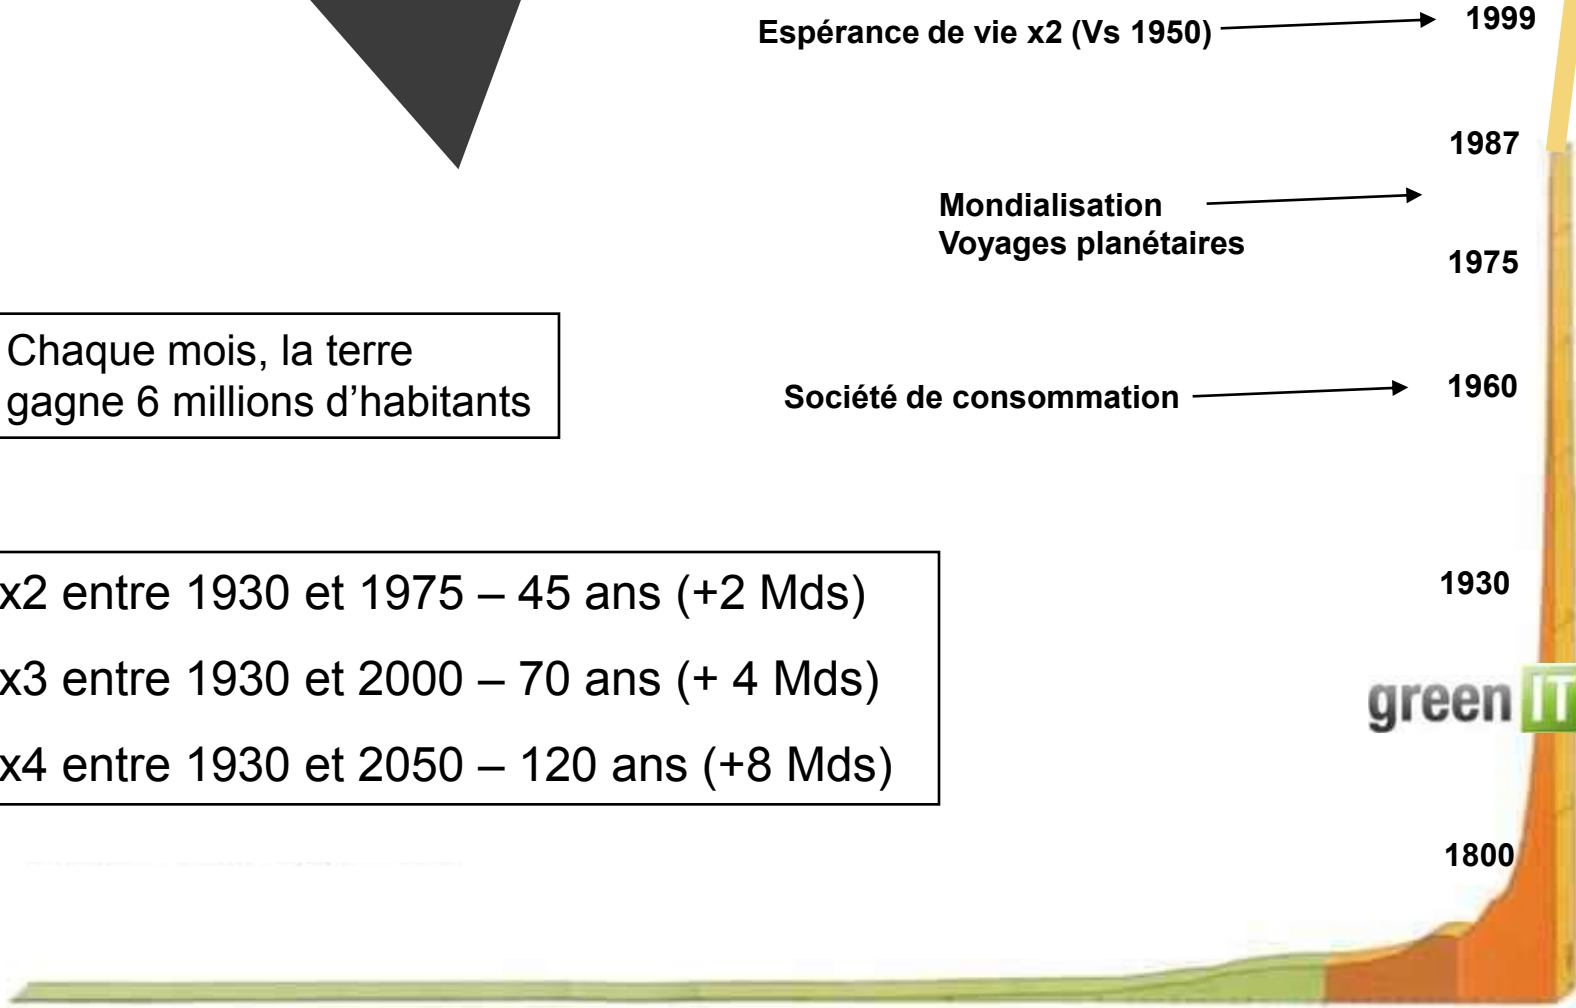 Espérance de vie x2 (Vs 1950)
1999
1987
Mondialisation
Voyages planétaires
1975
Chaque mois, la terre
gagne 6 millions d’habitants
Société de consommation
1960
x2 entre 1930 et 1975 – 45 ans (+2 Mds)
x3 entre 1930 et 2000 – 70 ans (+ 4 Mds)
x4 entre 1930 et 2050 – 120 ans (+8 Mds)
1930
green IT
1800